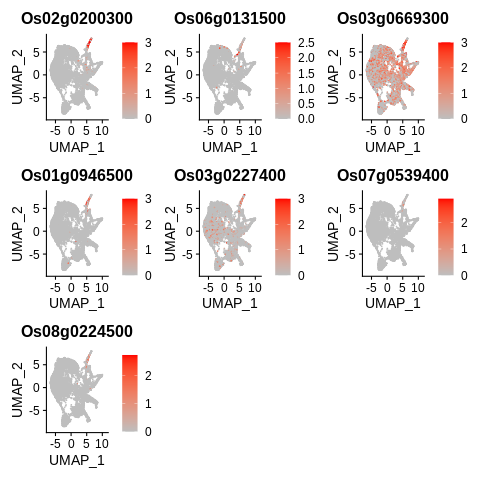 Os02g0200300 Os06g0131500 Os03g0669300
UMAP_2 5 0 -5 3 2 1 0 UMAP_2 5 0 -5 2.5 2.0 1.5 1.0 0.5 0.0 UMAP_2 5 0 -5 3 2 1 0
-5 0 5 10 -5 0 5 10 -5 0 5 10
UMAP_1 UMAP_1 UMAP_1
Os01g0946500 Os03g0227400 Os07g0539400
UMAP_2 5 0 -5 3 2 1 0 UMAP_2 5 0 -5 3 2 1 0 UMAP_2 5 0 -5 2 1 0
-5 0 5 10 -5 0 5 10 -5 0 5 10
UMAP_1 UMAP_1 UMAP_1
Os08g0224500
UMAP_2 5 0 -5 2 1 0
-5 0 5 10
UMAP_1